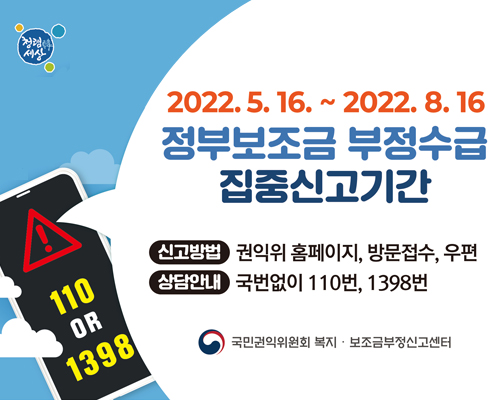 청렴
세상
2022. 5. 16. ~ 2022. 8. 16
정부보조금 부정수급
집중신고기간
신고방법 권익위 홈페이지, 방문접수, 우편
상담안내 국번없이 110번, 1398번
110
OR
1398
국민권익위원회 복지 · 보조금부정신고센터